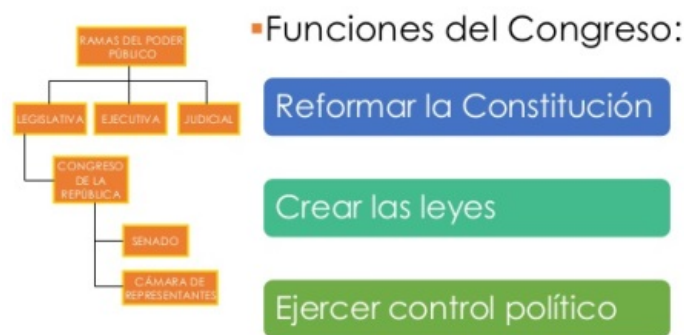 RAMAS DEL PODER
PÚBLICO
LEGISLATIVA
EJECUTIVA
JUDICIAL
CONGRESO
DE LA
REPÚBLICA
SENADO
CÁMARA DE
REPRESENTANTES
Funciones del Congreso:
Reformar la Constitución
Crear las leyes
Ejercer control político